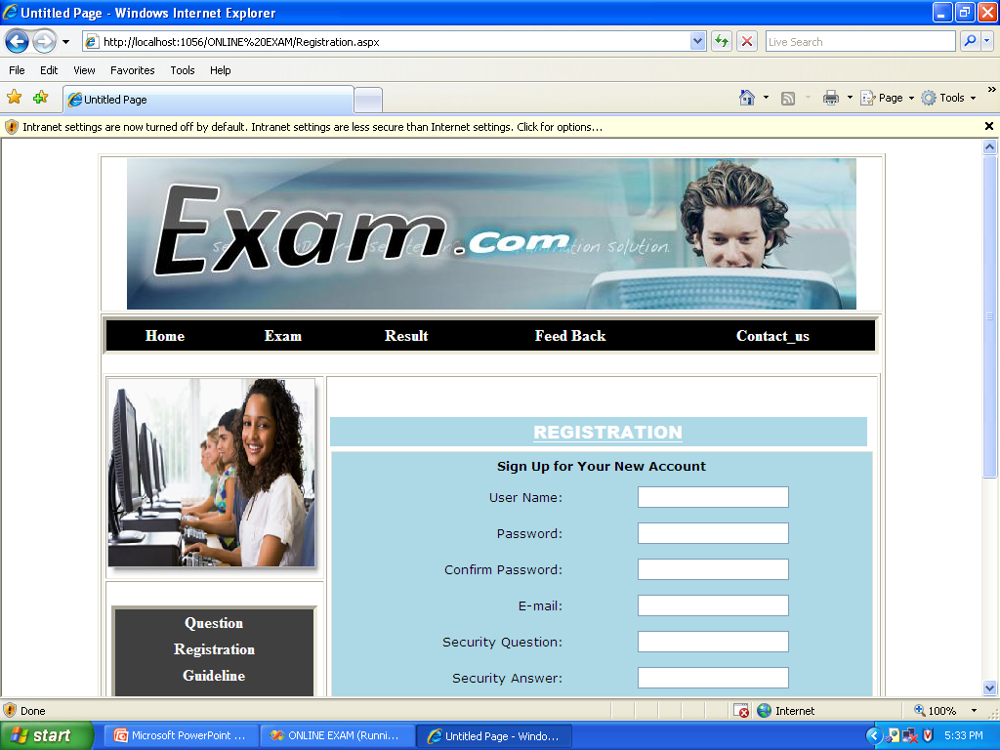 Untitled Page - Windows Internet Explorer
http://localhost:1056/ONLINE%20EXAM/Registration.aspx
Live Search
File Edit View Favorites Tools Help
Untitled Page
Page Tools
Intranet settings are now turned off by default. Intranet settings are less secure than Internet settings. Click for options...
Exam.com
solution.
Home Exam Result Feed Back Contact_us
REGISTRATION
Sign Up for Your New Account
User Name:
Password:
Confirm Password:
E-mail:
Security Question:
Security Answer:
Question
Registration
Guideline
Done Internet 100%
start Microsoft PowerPoint ... ONLINE EXAM (Runni... Untitled Page - Windo... 5:33 PM